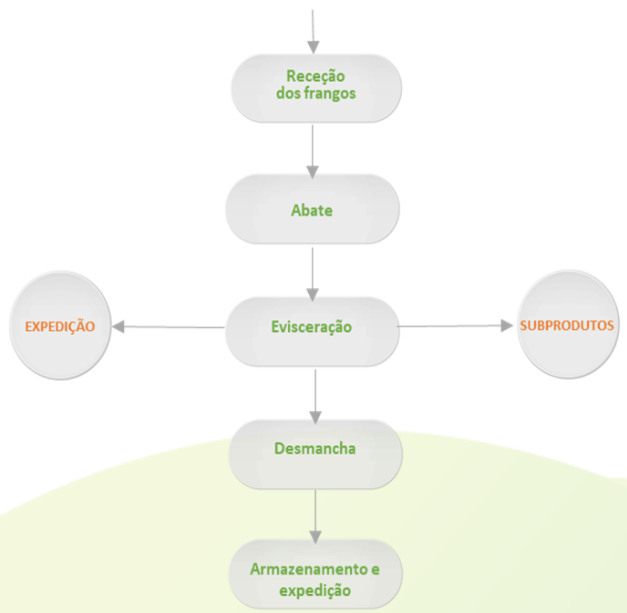 Receção
dos frangos
Abate
EXPEDIÇÃO
Evisceração
SUBPRODUTOS
Desmancha
Armazenamento e
expedição